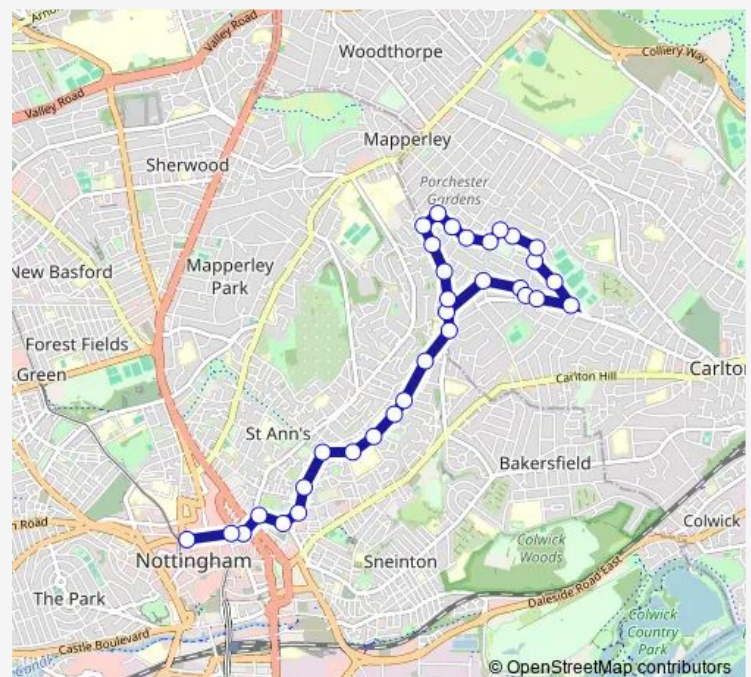 Valley Road
Woodthorpe
Colliery Way
Valley Road
Mapperley
Sherwood
Porchester
Gardens
New Basford
Mapperley
Park
Forest Fields
Green
Carlton Hill
St Ann's
Bakersfield
Road
Nottingham
Sneinton
Colwick
Woods
Colwick
The Park
Daleside Road East
Castle Boulevard
Colwick
Country
Park
© OpenStreetMap contributors